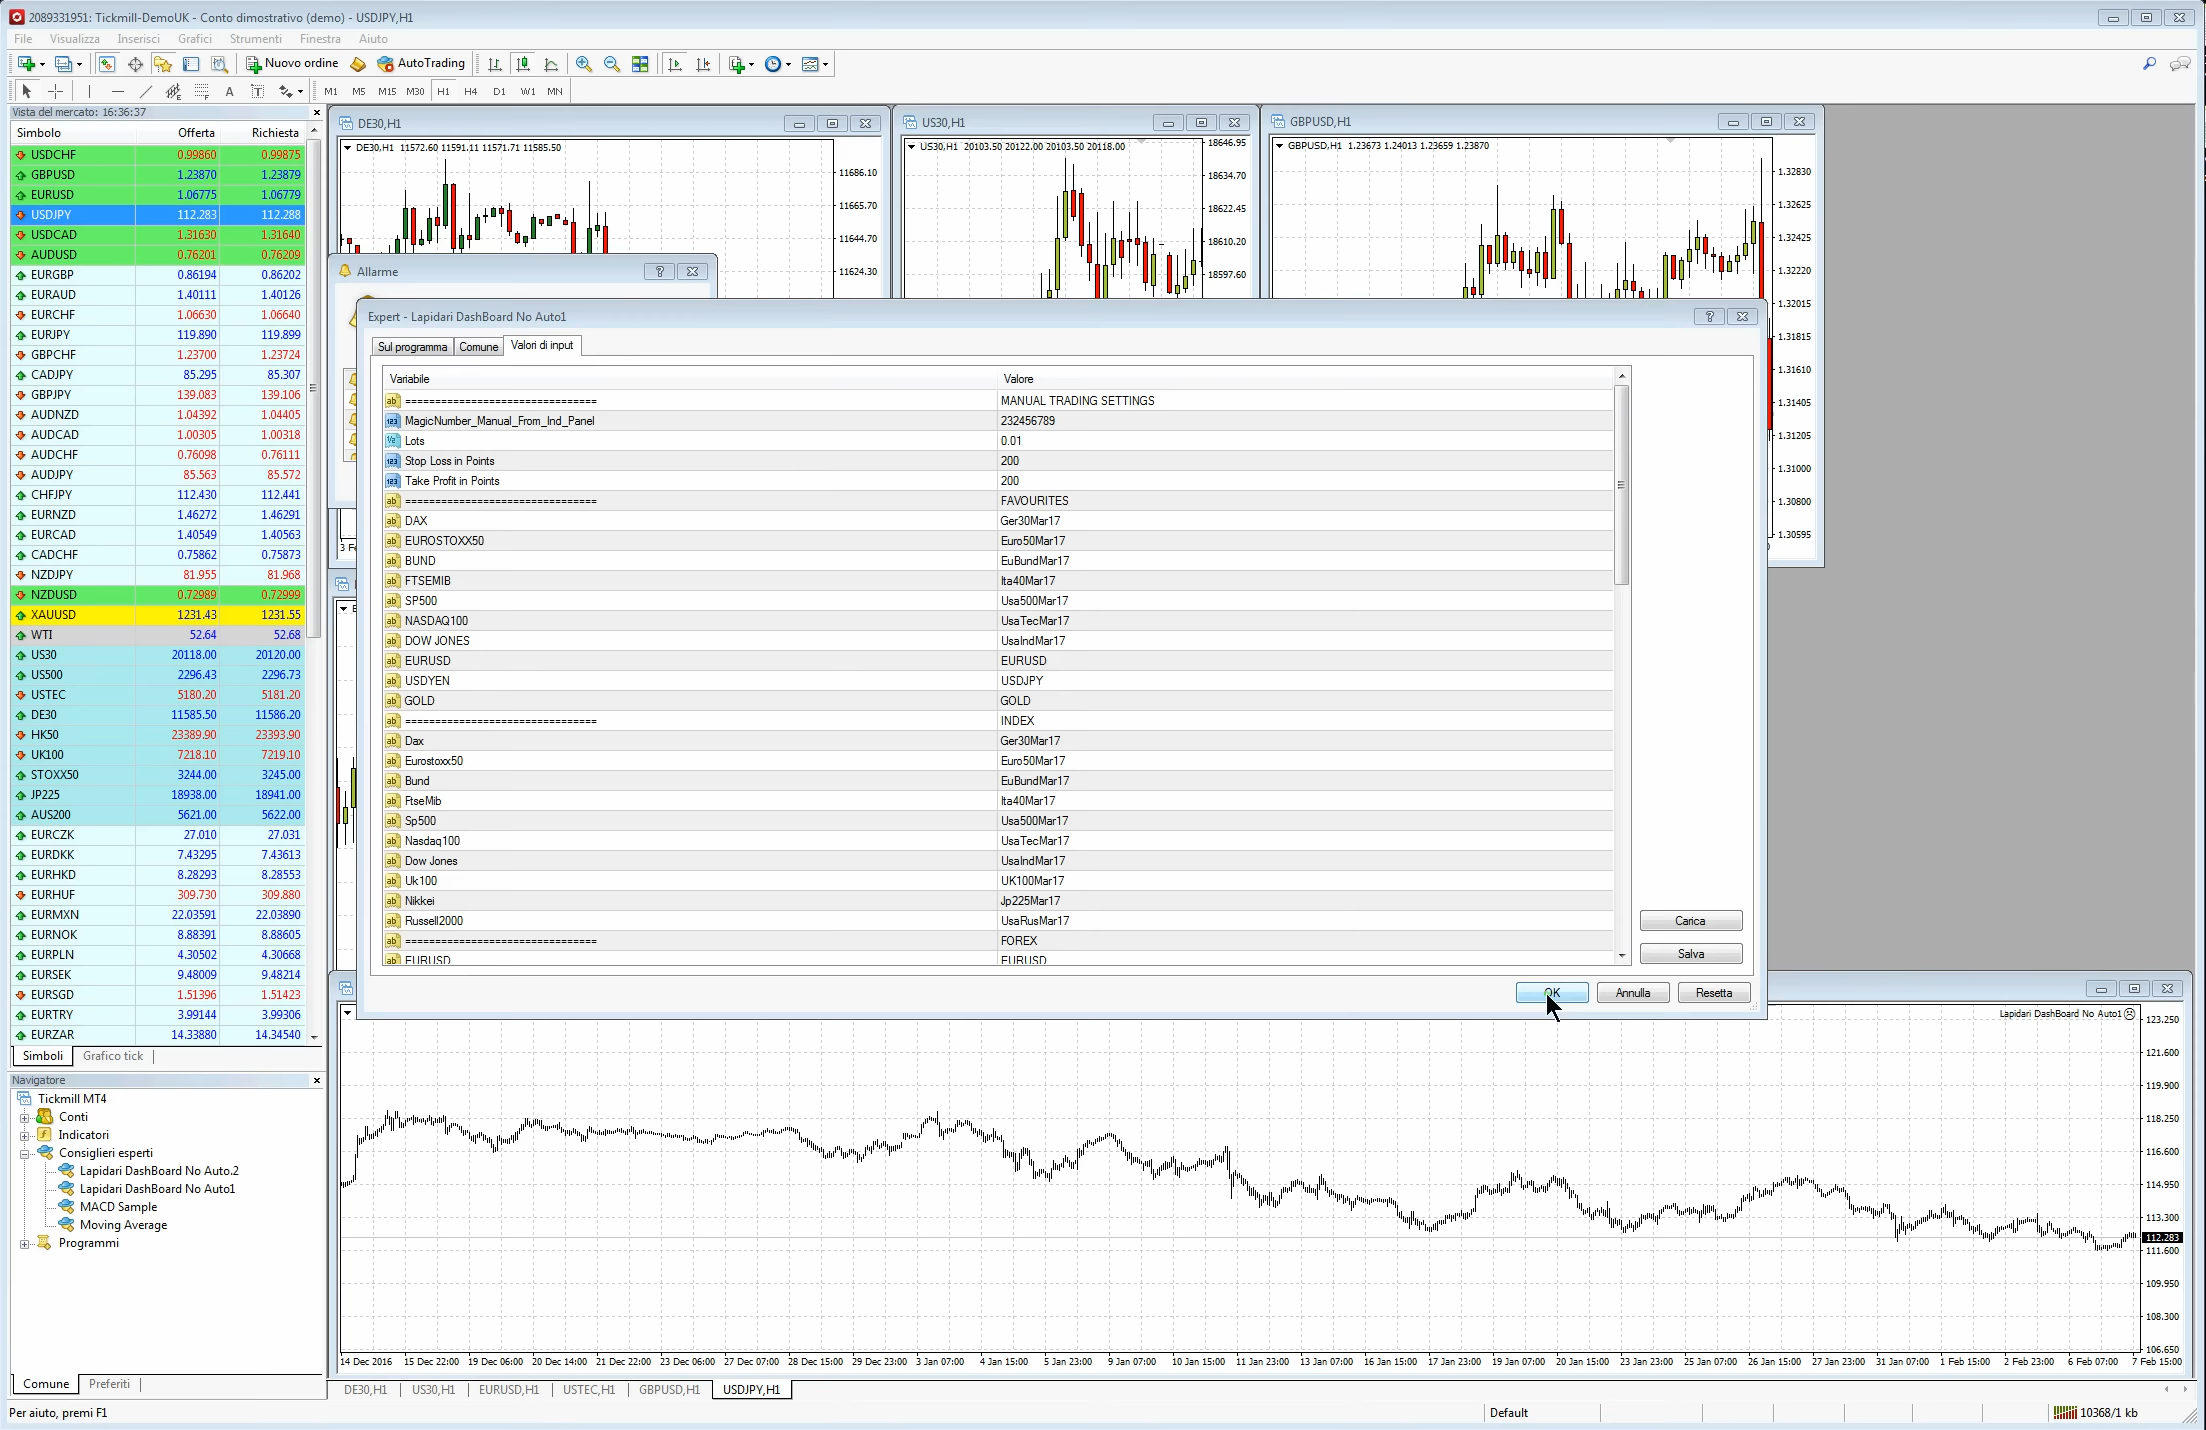 2089331951: Tickmill-DemoUK - Conto dimostrativo (demo) - USDJPY,H1
File Visualizza Inserisci Grafici Strumenti Finestra Aiuto
Nuovo ordine AutoTrading
A T M1 M5 M15 M30 H1 H4 D1 W1 MN
Vista del mercato: 16:36:37
Simbolo Offerta Richiesta
USDCHF 0.99860 0.99875
GBPUSD 1.23870 1.23879
EURUSD 1.06775 1.06779
USDJPY 112.283 112.288
USDCAD 1.31630 1.31640
AUDUSD 0.76201 0.76209
EURGBP 0.86194 0.86202
EURAUD 1.40111 1.40126
EURCHF 1.06630 1.06640
EURJPY 119.890 119.899
GBPCHF 1.23700 1.23724
CADJPY 85.295 85.307
GBPJPY 139.083 139.106
AUDNZD 1.04392 1.04405
AUDCAD 1.00305 1.00318
AUDCHF 0.76098 0.76111
AUDJPY 85.563 85.572
CHFJPY 112.430 112.441
EURNZD 1.46272 1.46291
EURCAD 1.40549 1.40563
CADCHF 0.75862 0.75873
NZDJPY 81.955 81.968
NZDUSD 0.72989 0.72999
XAUUSD 1231.43 1231.55
WTI 52.64 52.68
US30 20118.00 20120.00
US500 2296.43 2296.73
USTEC 5180.20 5181.20
DE30 11585.50 11586.20
HK50 23389.90 23393.90
UK100 7218.10 7219.10
STOXX50 3244.00 3245.00
JP225 18938.00 18941.00
AUS200 5621.00 5622.00
EURCZK 27.010 27.031
EURDKK 7.43295 7.43613
EURHKD 8.28293 8.28553
EURHUF 309.730 309.880
EURMXN 22.03591 22.03890
EURNOK 8.88391 8.88605
EURPLN 4.30502 4.30668
EURSEK 9.48009 9.48214
EURSGD 1.51396 1.51423
EURTRY 3.99144 3.99306
EURZAR 14.33880 14.34540
Simboli Grafico tick
Navigatore
Tickmill MT4
Conti
Indicatori
Consiglieri esperti
Lapidari DashBoard No Auto.2
Lapidari DashBoard No Auto1
MACD Sample
Moving Average
Programmi
Comune Preferiti
DE30,H1
DE30,H1 11572.60 11591.11 11571.71 11585.50
11686.10
11665.70
11644.70
11624.30
US30,H1
US30,H1 20103.50 20122.00 20103.50 20118.00
18646.95
18634.70
18622.45
18610.20
18597.60
GBPUSD,H1
GBPUSD,H1 1.23673 1.24013 1.23659 1.23870
1.32830
1.32625
1.32425
1.32220
1.32015
1.31815
1.31610
1.31405
1.31205
1.31000
1.30800
1.30595
Allarme
3 Fe
Expert - Lapidari DashBoard No Auto1
Sul programma Comune Valori di input
Variabile Valore
================================ MANUAL TRADING SETTINGS
MagicNumber_Manual_From_Ind_Panel 232456789
Lots 0.01
Stop Loss in Points 200
Take Profit in Points 200
================================ FAVOURITES
DAX Ger30Mar17
EUROSTOXX50 Euro50Mar17
BUND EuBundMar17
FTSEMIB Ita40Mar17
SP500 Usa500Mar17
NASDAQ100 UsaTecMar17
DOW JONES UsaIndMar17
EURUSD EURUSD
USDYEN USDJPY
GOLD GOLD
================================ INDEX
Dax Ger30Mar17
Eurostoxx50 Euro50Mar17
Bund EuBundMar17
FtseMib Ita40Mar17
Sp500 Usa500Mar17
Nasdaq100 UsaTecMar17
Dow Jones UsaIndMar17
Uk100 UK100Mar17
Nikkei Jp225Mar17
Russell2000 UsaRusMar17
================================ FOREX
EURUSD EURUSD
Carica
Salva
OK Annulla Resetta
Lapidari DashBoard No Auto1
123.250
121.600
119.900
118.250
116.600
114.950
113.300
112.283
111.600
109.950
108.300
106.650
14 Dec 2016 15 Dec 22:00 19 Dec 06:00 20 Dec 14:00 21 Dec 22:00 23 Dec 06:00 27 Dec 07:00 28 Dec 15:00 29 Dec 23:00 3 Jan 07:00 4 Jan 15:00 5 Jan 23:00 9 Jan 07:00 10 Jan 15:00 11 Jan 23:00 13 Jan 07:00 16 Jan 15:00 17 Jan 23:00 19 Jan 07:00 20 Jan 15:00 23 Jan 23:00 25 Jan 07:00 26 Jan 15:00 27 Jan 23:00 31 Jan 07:00 1 Feb 15:00 2 Feb 23:00 6 Feb 07:00 7 Feb 15:00
DE30,H1 US30,H1 EURUSD,H1 USTEC,H1 GBPUSD,H1 USDJPY,H1
Per aiuto, premi F1 Default 10368/1 kb